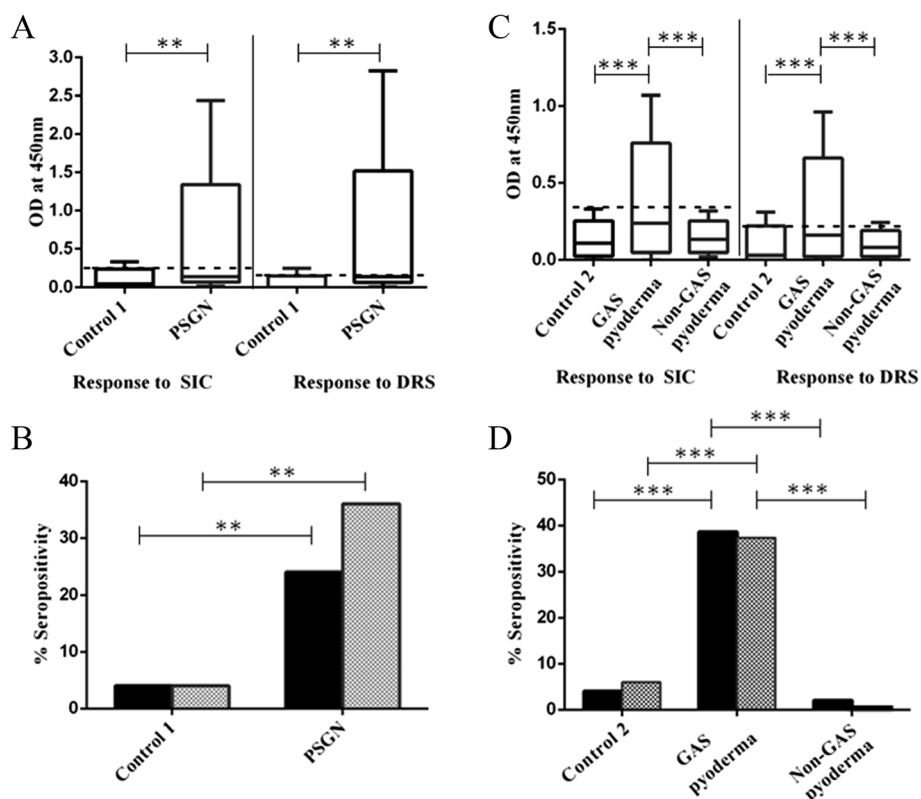 A
** **
3.0
2.5
2.0
1.5
1.0
0.5
0.0
OD at 450nm
Control 1
PSGN
Control 1
PSGN
Response to SIC
Response to DRS
C
*** *** *** ***
1.5
1.0
0.5
0.0
OD at 450nm
Control 2
GAS
pyoderma
Non-GAS
pyoderma
Control 2
GAS
pyoderma
Non-GAS
pyoderma
Response to SIC
Response to DRS
B
**
**
40
30
20
10
0
% Seropositivity
Control 1
PSGN
D
***
***
*** ***
50
40
30
20
10
0
% Seropositivity
Control 2
GAS
pyoderma
Non-GAS
pyoderma